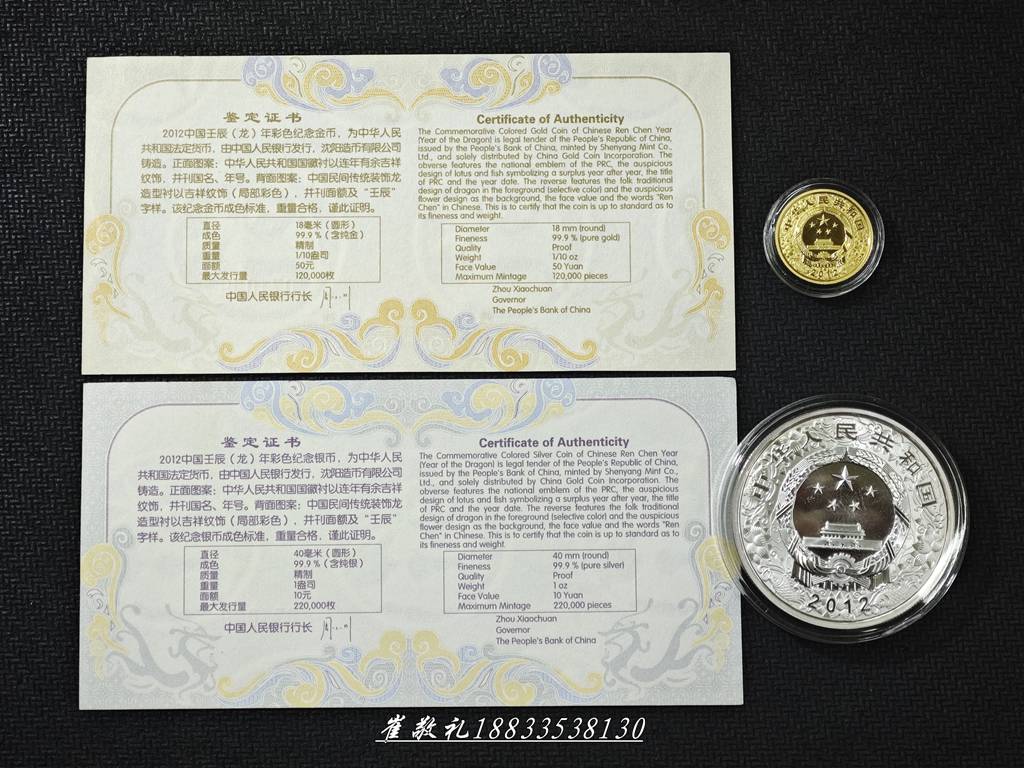 鉴定证书
2012中国壬辰（龙）年彩色纪念金币，为中华人民
共和国法定货币，由中国人民银行发行，沈阳造币有限公司
铸造。正面图案：中华人民共和国国徽衬以连年有余吉祥
纹饰，并刊国名、年号。背面图案：中国民间传统装饰龙
造型衬以吉祥纹饰（局部彩色），并刊面额及“壬辰”
字样。该纪念金币成色标准，重量合格，谨此证明。
直径 18毫米（圆形）
成色 99.9％（含纯金）
质量 精制
重量 1/10盎司
面额 50元
最大发行量 120,000枚
中国人民银行行长
Certificate of Authenticity
The Commemorative Colored Gold Coin of Chinese Ren Chen Year
(Year of the Dragon) is legal tender of the People's Republic of China,
issued by the People's Bank of China, minted by Shenyang Mint Co.,
Ltd., and solely distributed by China Gold Coin Incorporation. The
obverse features the national emblem of the PRC, the auspicious
design of lotus and fish symbolizing a surplus year after year, the title
of PRC and the year date. The reverse features the folk traditional
design of dragon in the foreground (selective color) and the auspicious
flower design as the background, the face value and the words "Ren
Chen" in Chinese. This is to certify that the coin is up to standard as to
its fineness and weight.
Diameter 18 mm (round)
Fineness 99.9 % (pure gold)
Quality Proof
Weight 1/10 oz
Face Value 50 Yuan
Maximum Mintage 120,000 pieces
Zhou Xiaochuan
Governor
The People's Bank of China
中华人民共和国
2012
鉴定证书
2012中国壬辰（龙）年彩色纪念银币，为中华人民
共和国法定货币，由中国人民银行发行，沈阳造币有限公司
铸造。正面图案：中华人民共和国国徽衬以连年有余吉祥
纹饰，并刊国名、年号。背面图案：中国民间传统装饰龙
造型衬以吉祥纹饰（局部彩色），并刊面额及“壬辰”
字样。该纪念银币成色标准，重量合格，谨此证明。
直径 40毫米（圆形）
成色 99.9％（含纯银）
质量 精制
重量 1盎司
面额 10元
最大发行量 220,000枚
中国人民银行行长
Certificate of Authenticity
The Commemorative Colored Silver Coin of Chinese Ren Chen Year
(Year of the Dragon) is legal tender of the People's Republic of China,
issued by the People's Bank of China, minted by Shenyang Mint Co.,
Ltd., and solely distributed by China Gold Coin Incorporation. The
obverse features the national emblem of the PRC, the auspicious
design of lotus and fish symbolizing a surplus year after year, the title
of PRC and the year date. The reverse features the folk traditional
design of dragon in the foreground (selective color) and the auspicious
flower design as the background, the face value and the words "Ren
Chen" in Chinese. This is to certify that the coin is up to standard as to
its fineness and weight.
Diameter 40 mm (round)
Fineness 99.9 % (pure silver)
Quality Proof
Weight 1 oz
Face Value 10 Yuan
Maximum Mintage 220,000 pieces
Zhou Xiaochuan
Governor
The People's Bank of China
中华人民共和国
2012
崔敬礼18833538130